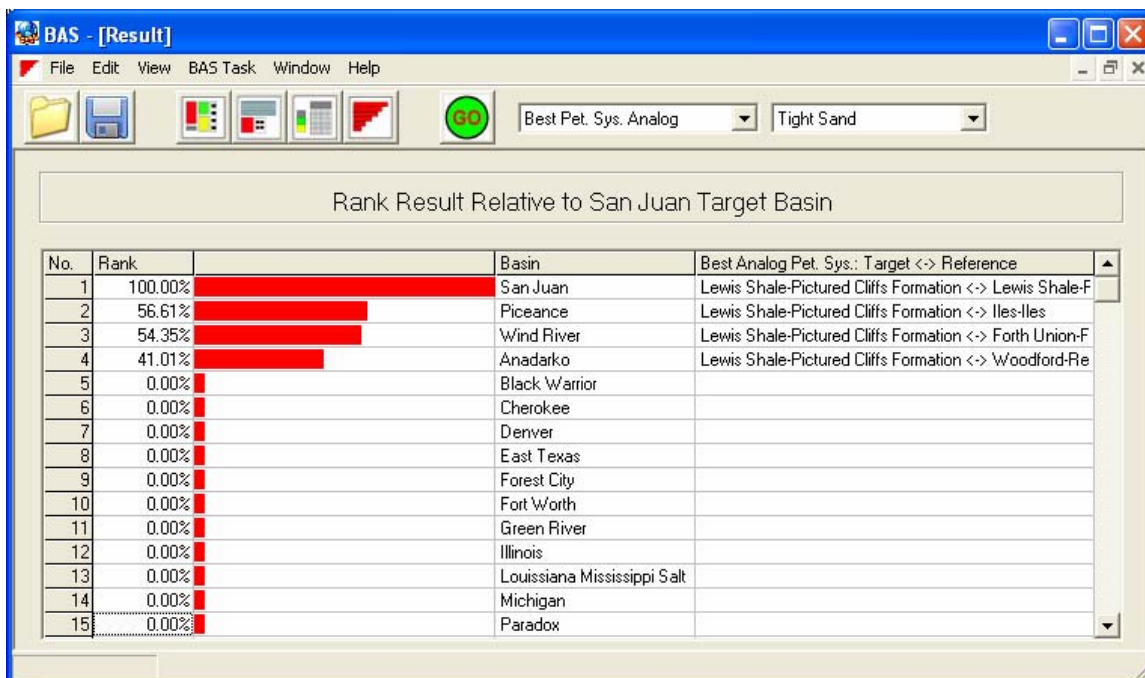 BAS - [Result]
File Edit View BAS Task Window Help
GO Best Pet. Sys. Analog Tight Sand
Rank Result Relative to San Juan Target Basin
No. Rank Basin Best Analog Pet. Sys.: Target <-> Reference
1 100.00% San Juan Lewis Shale-Pictured Cliffs Formation <-> Lewis Shale-F
2 56.61% Piceance Lewis Shale-Pictured Cliffs Formation <-> Iles-Iles
3 54.35% Wind River Lewis Shale-Pictured Cliffs Formation <-> Forth Union-F
4 41.01% Anadarko Lewis Shale-Pictured Cliffs Formation <-> Woodford-Re
5 0.00% Black Warrior
6 0.00% Cherokee
7 0.00% Denver
8 0.00% East Texas
9 0.00% Forest City
10 0.00% Fort Worth
11 0.00% Green River
12 0.00% Illinois
13 0.00% Louissiana Mississippi Salt
14 0.00% Michigan
15 0.00% Paradox